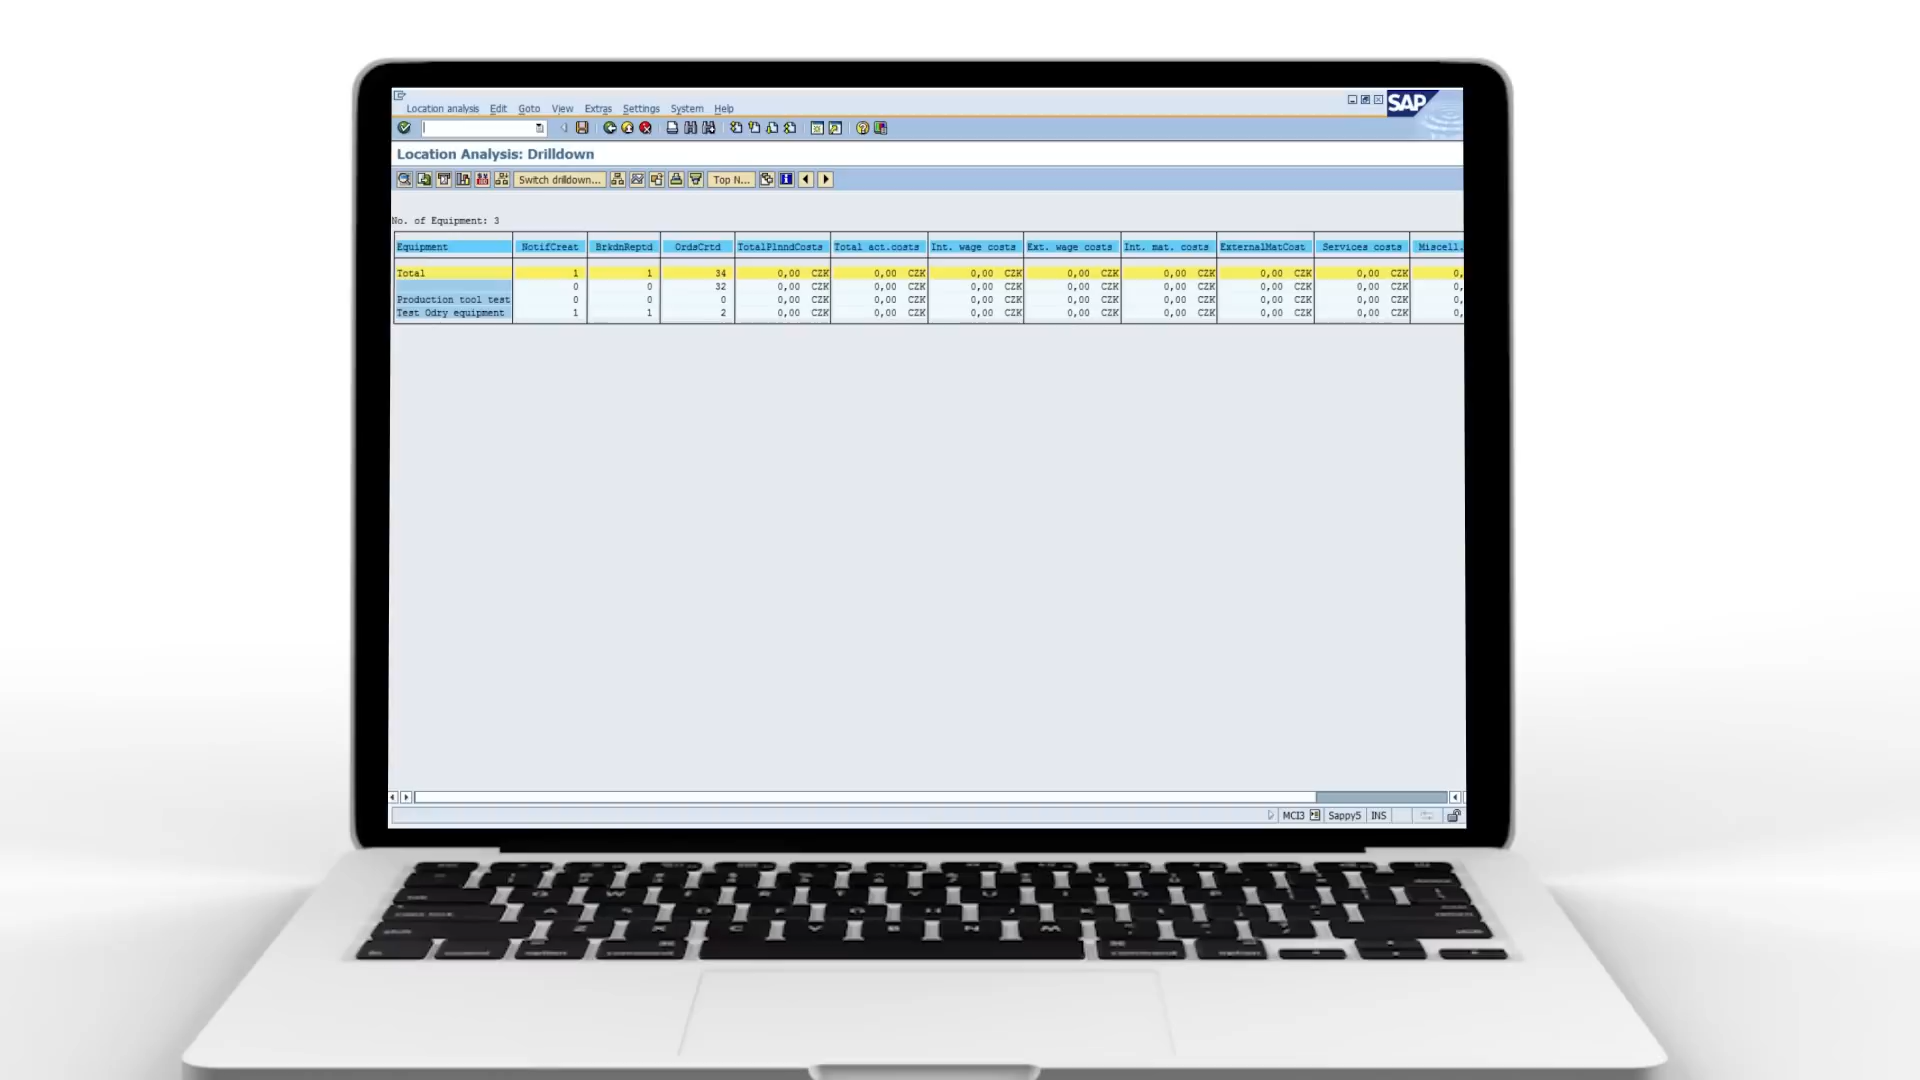 Location analysis Edit Goto View Extras Settings System Help
SAP
Location Analysis: Drilldown
Switch drilldown... Top N...
No. of Equipment: 3
Equipment NotifCreat BrkdnReptd OrdsCrtd TotalPlnndCosts Total act.costs Int. wage costs Ext. wage costs Int. mat. costs ExternalMatCost Services costs Miscell.
Total 1 1 34 0,00 CZK 0,00 CZK 0,00 CZK 0,00 CZK 0,00 CZK 0,00 CZK 0,00 CZK 0,
0 0 32 0,00 CZK 0,00 CZK 0,00 CZK 0,00 CZK 0,00 CZK 0,00 CZK 0,00 CZK 0,
Production tool test 0 0 0 0,00 CZK 0,00 CZK 0,00 CZK 0,00 CZK 0,00 CZK 0,00 CZK 0,00 CZK 0,
Test Odry equipment 1 1 2 0,00 CZK 0,00 CZK 0,00 CZK 0,00 CZK 0,00 CZK 0,00 CZK 0,00 CZK 0,
MCI3 Sappy5 INS